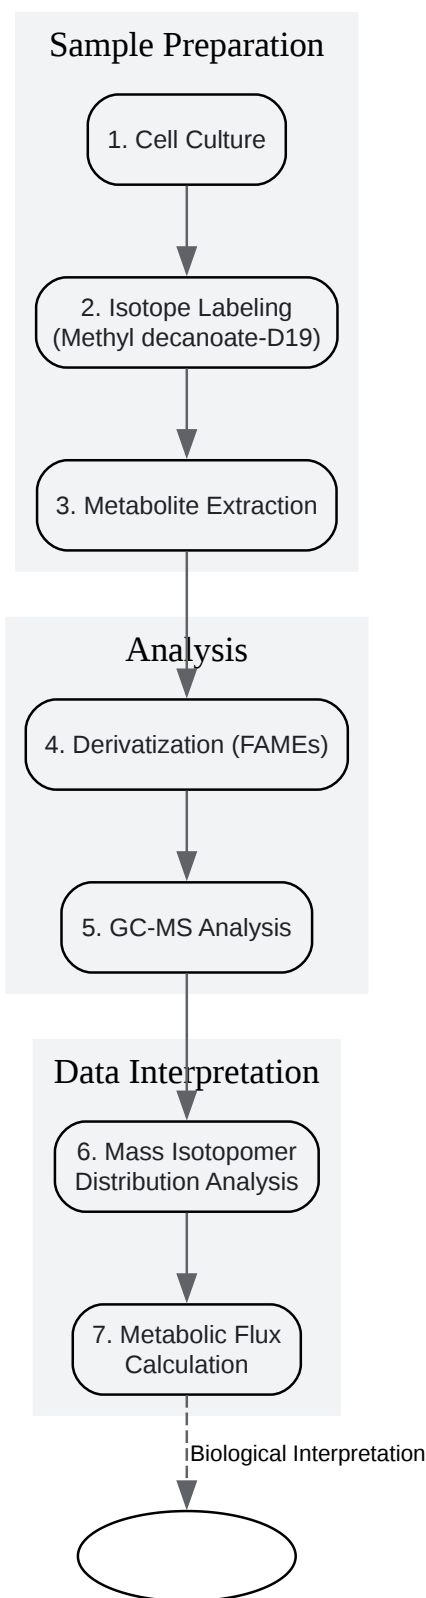 Sample Preparation
1. Cell Culture
2. Isotope Labeling
(Methyl decanoate-D19)
3. Metabolite Extraction
Analysis
4. Derivatization (FAMEs)
5. GC-MS Analysis
Data Interpretation
6. Mass Isotopomer
Distribution Analysis
7. Metabolic Flux
Calculation
Biological Interpretation